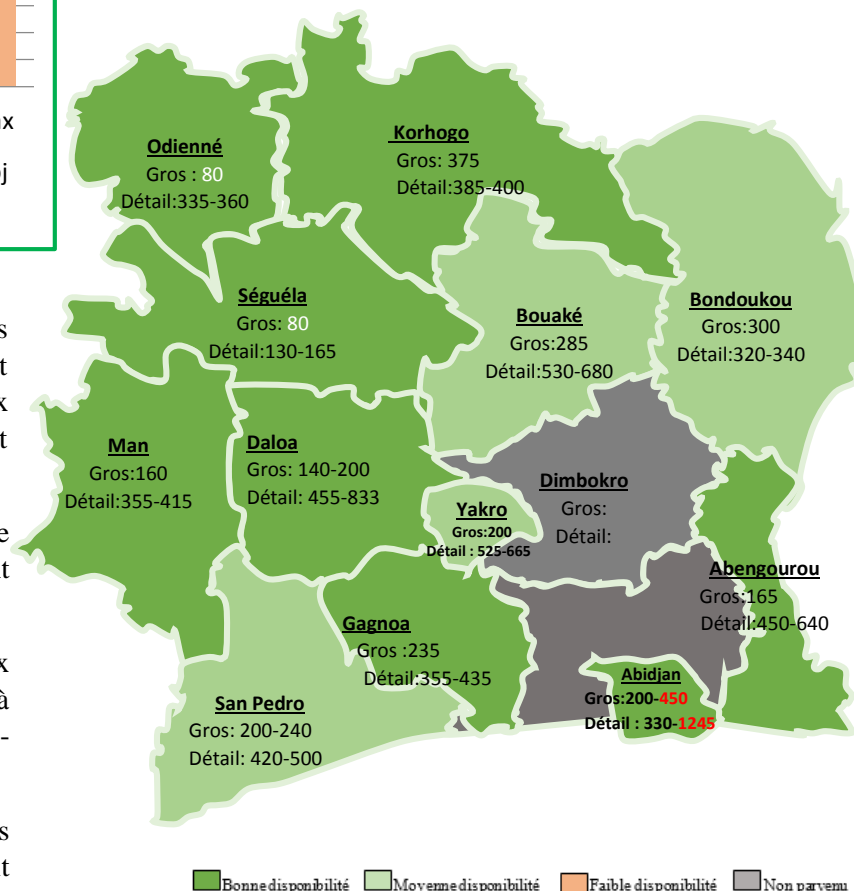 x
j
s
t
x
t
e
t
x
à
-
s
t
Odienné
Gros : 80
Détail:335-360
Korhogo
Gros: 375
Détail:385-400
Séguéla
Gros: 80
Détail:130-165
Bouaké
Gros:285
Détail:530-680
Bondoukou
Gros:300
Détail:320-340
Man
Gros:160
Détail:355-415
Daloa
Gros: 140-200
Détail: 455-833
Yakro
Gros:200
Détail : 525-665
Dimbokro
Gros:
Détail:
Abengourou
Gros:165
Détail:450-640
Gagnoa
Gros :235
Détail:355-435
San Pedro
Gros: 200-240
Détail: 420-500
Abidjan
Gros:200-450
Détail : 330-1245
Bonne disponibilité Moyenne disponibilité Faible disponibilité Non parvenu